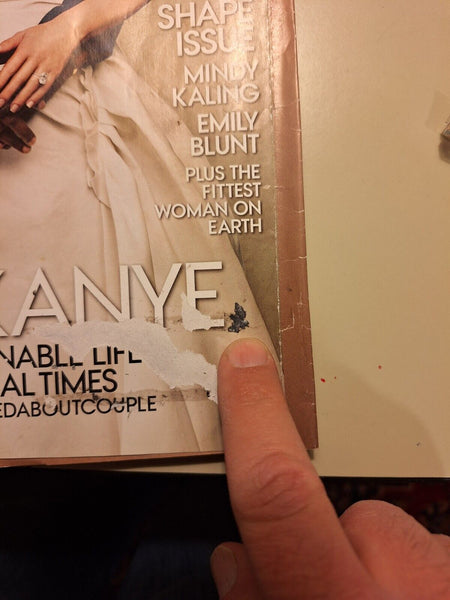 SHAPE
ISSUE
MINDY
KALING
EMILY
BLUNT
PLUS THE
FITTEST
WOMAN ON
EARTH
KANYE
NABLE LIFE
AL TIMES
EDABOUTCOUPLE